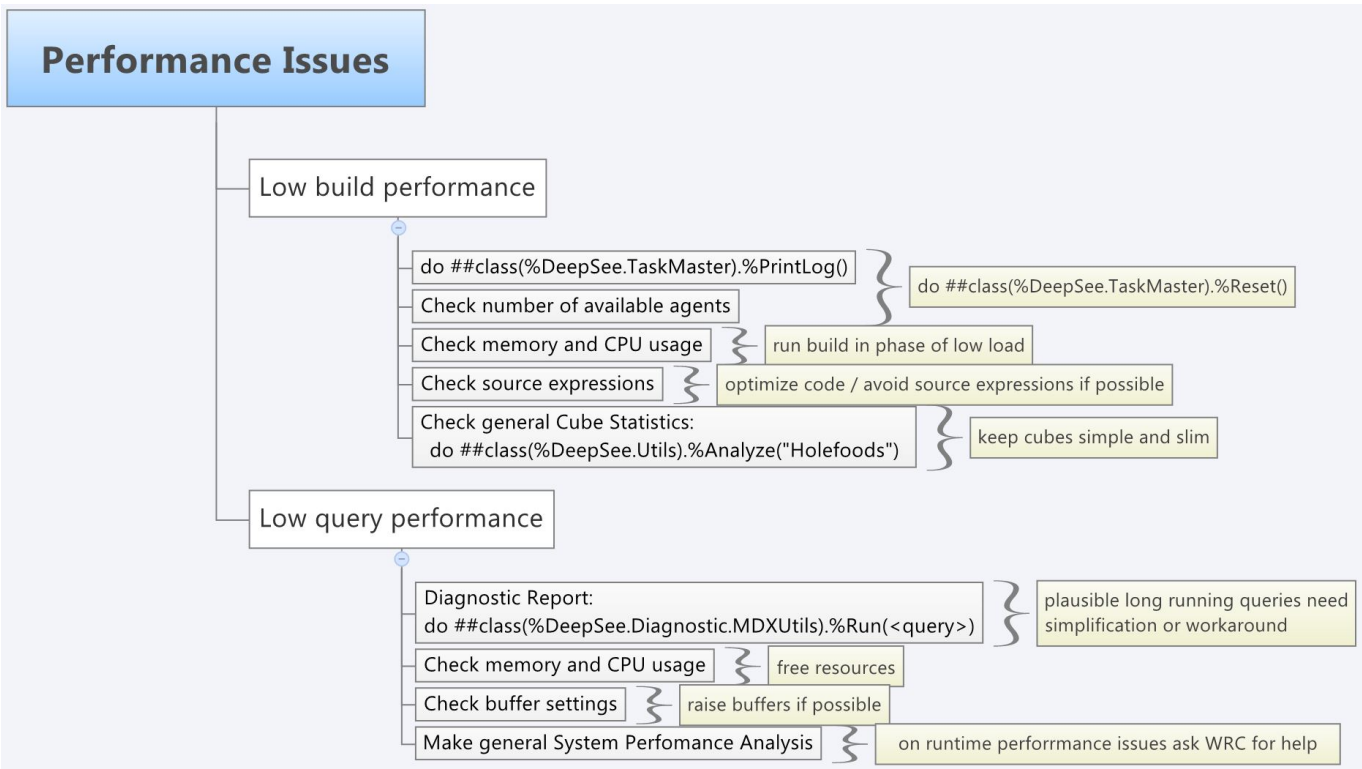 Performance Issues
Low build performance
do ##class(%DeepSee.TaskMaster).%PrintLog()
do ##class(%DeepSee.TaskMaster).%Reset()
Check number of available agents
Check memory and CPU usage
run build in phase of low load
Check source expressions
optimize code / avoid source expressions if possible
Check general Cube Statistics:
do ##class(%DeepSee.Utils).%Analyze("Holefoods")
keep cubes simple and slim
Low query performance
Diagnostic Report:
do ##class(%DeepSee.Diagnostic.MDXUtils).%Run(<query>)
plausible long running queries need
simplification or workaround
Check memory and CPU usage
free resources
Check buffer settings
raise buffers if possible
Make general System Perfomance Analysis
on runtime perforrmance issues ask WRC for help